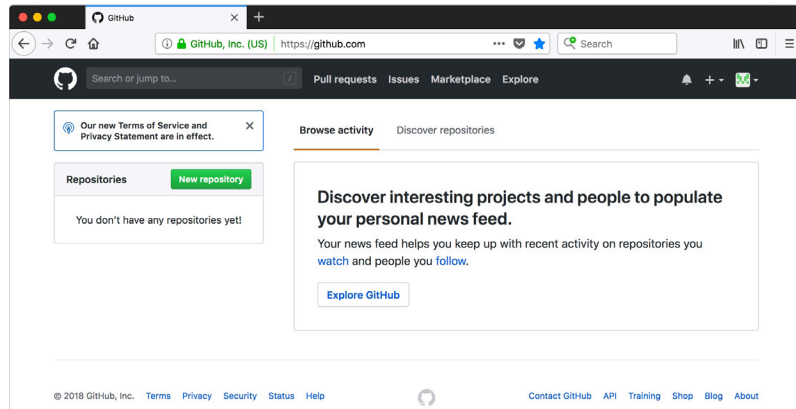 GitHub
GitHub, Inc. (US) https://github.com
Search
Search or jump to...
/
Pull requests Issues Marketplace Explore
Our new Terms of Service and
Privacy Statement are in effect.
Browse activity Discover repositories
Repositories New repository
You don’t have any repositories yet!
Discover interesting projects and people to populate
your personal news feed.
Your news feed helps you keep up with recent activity on repositories you
watch and people you follow.
Explore GitHub
© 2018 GitHub, Inc. Terms Privacy Security Status Help
Contact GitHub API Training Shop Blog About